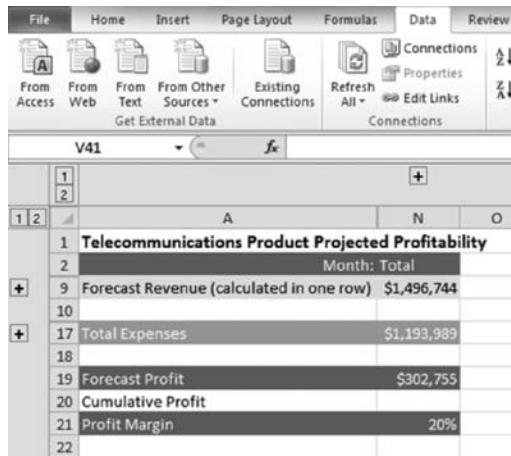 File Home Insert Page Layout Formulas Data Review
From Access From Web From Text From Other Sources Existing Connections Refresh All Connections
Properties
Edit Links
Get External Data Connections
V41 fx
1
2
1 2 A N O
1 Telecommunications Product Projected Profitability
2 Month: Total
9 Forecast Revenue (calculated in one row) $1,496,744
10
17 Total Expenses $1,193,989
18
19 Forecast Profit $302,755
20 Cumulative Profit
21 Profit Margin 20%
22